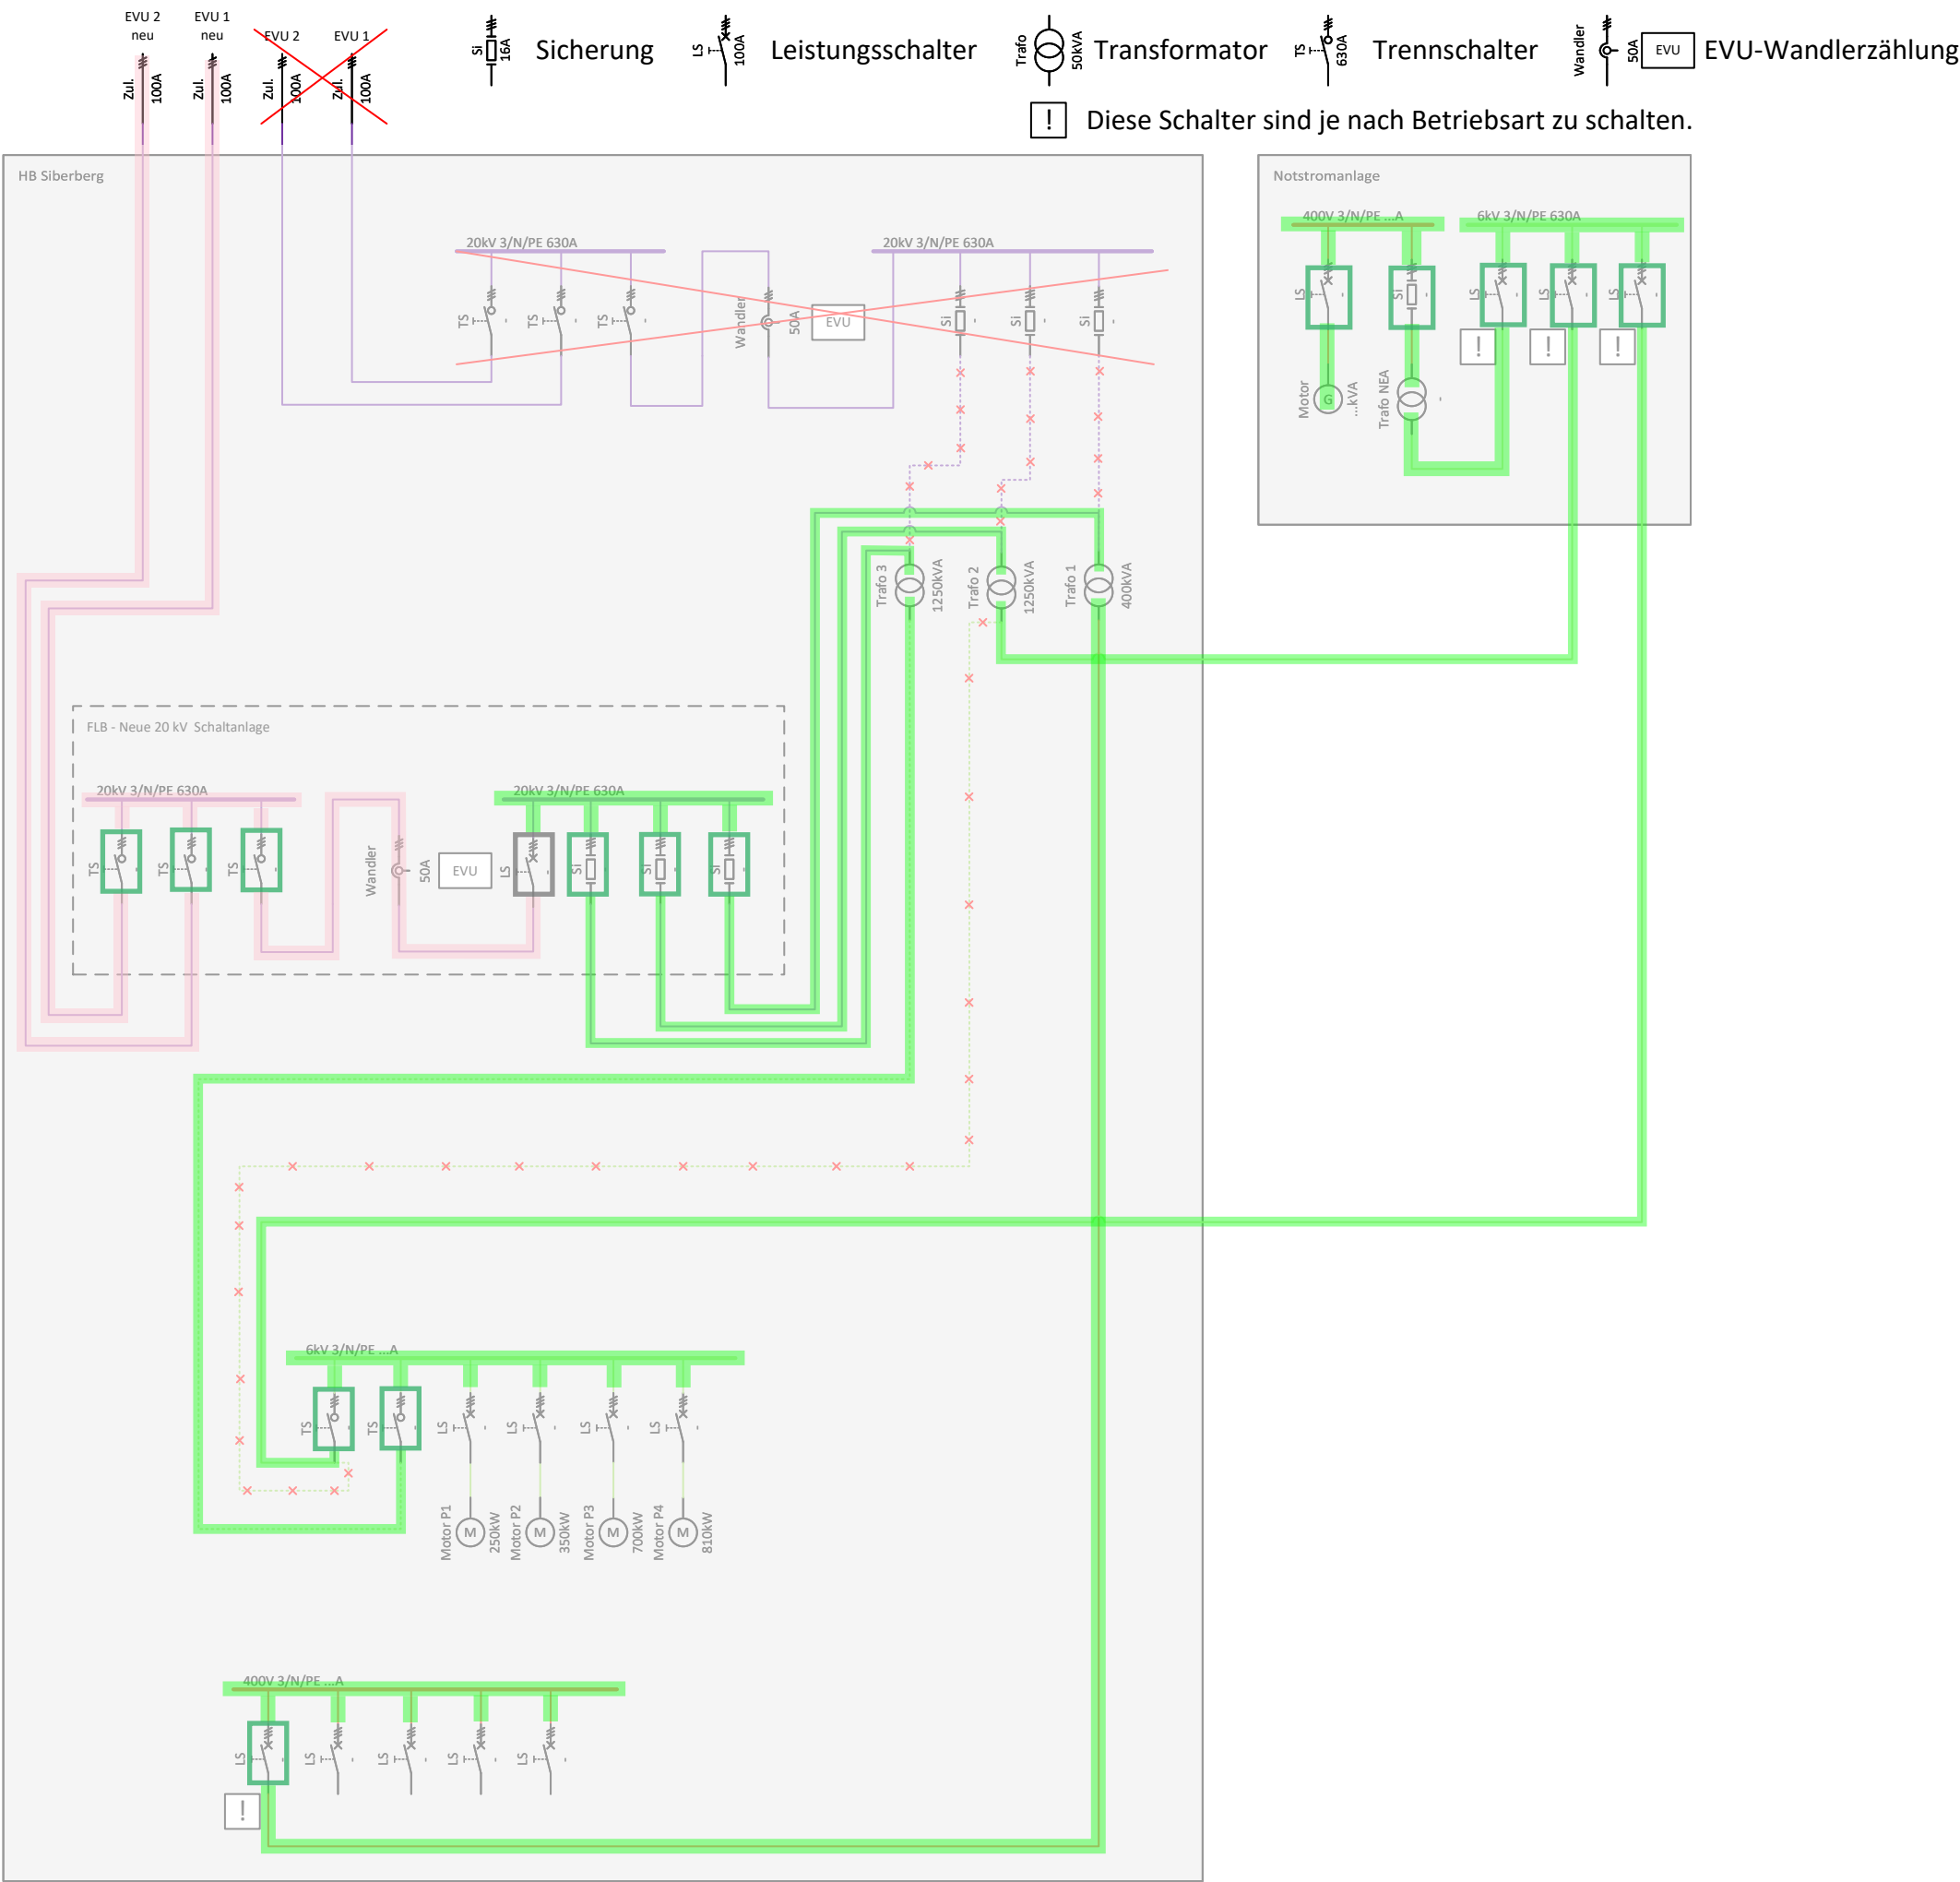 EVU 2
neu
EVU 1
neu
EVU 2
EVU 1
Zul.
100A
Zul.
100A
Zul.
100A
Zul.
100A
Si
16A
Sicherung
LS
100A
Leistungsschalter
Trafo
50kVA
Transformator
TS
630A
Trennschalter
Wandler
50A
EVU
EVU-Wandlerzählung
! Diese Schalter sind je nach Betriebsart zu schalten.
HB Siberberg
20kV 3/N/PE 630A
TS
-
TS
-
TS
-
Wandler
50A
EVU
20kV 3/N/PE 630A
Si
-
Si
-
Si
-
Notstromanlage
400V 3/N/PE ...A
6kV 3/N/PE 630A
LS
-
Si
-
LS
-
LS
-
LS
-
!
!
!
Motor
G
...kVA
Trafo NEA
-
Trafo 3
1250kVA
Trafo 2
1250kVA
Trafo 1
400kVA
FLB - Neue 20 kV Schaltanlage
20kV 3/N/PE 630A
TS
-
TS
-
TS
-
Wandler
50A
EVU
20kV 3/N/PE 630A
LS
-
Si
-
Si
-
Si
-
6kV 3/N/PE ...A
TS
-
TS
-
LS
-
LS
-
LS
-
LS
-
Motor P1
M
250kW
Motor P2
M
350kW
Motor P3
M
700kW
Motor P4
M
810kW
400V 3/N/PE ...A
LS
-
LS
-
LS
-
LS
-
LS
-
!